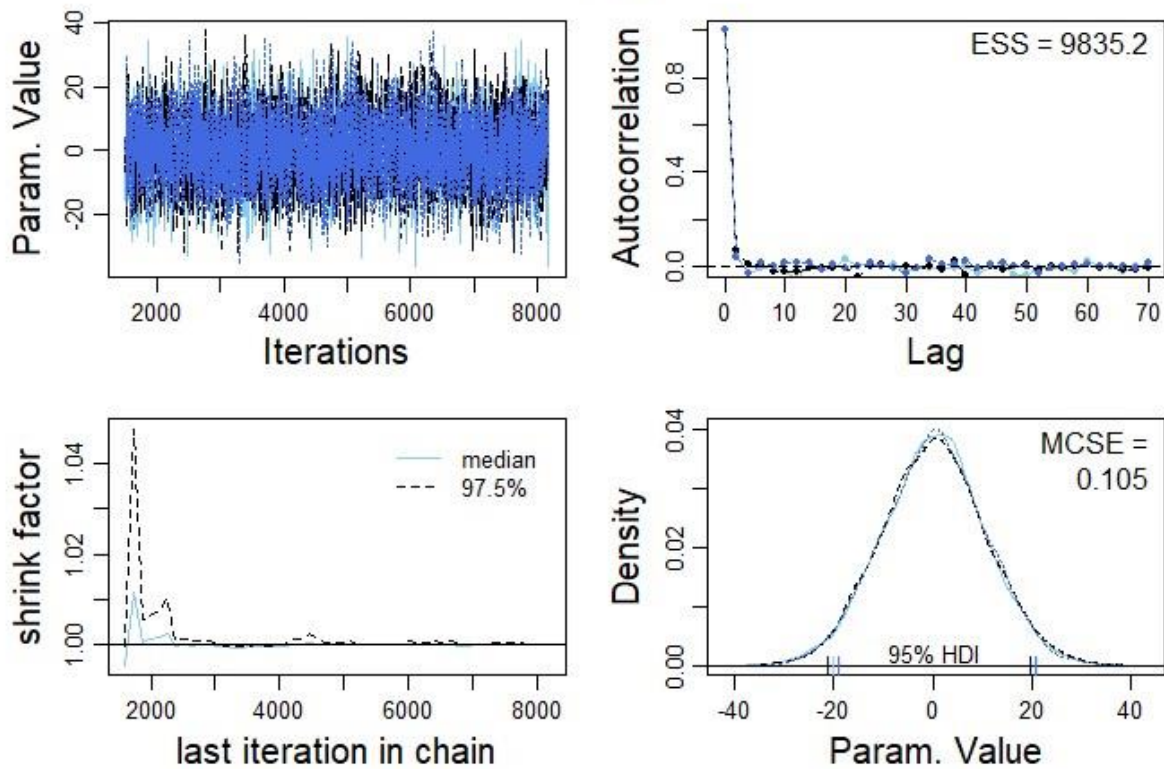 Param. Value
40
20
0
-20
2000
4000
6000
8000
Iterations
ESS = 9835.2
Autocorrelation
0.8
0.4
0.0
0 10 20 30 40 50 60 70
Lag
shrink factor
1.04
1.02
1.00
median
97.5%
2000
4000
6000
8000
last iteration in chain
MCSE =
0.105
Density
0.04
0.02
0.00
95% HDI
-40
-20
0
20
40
Param. Value